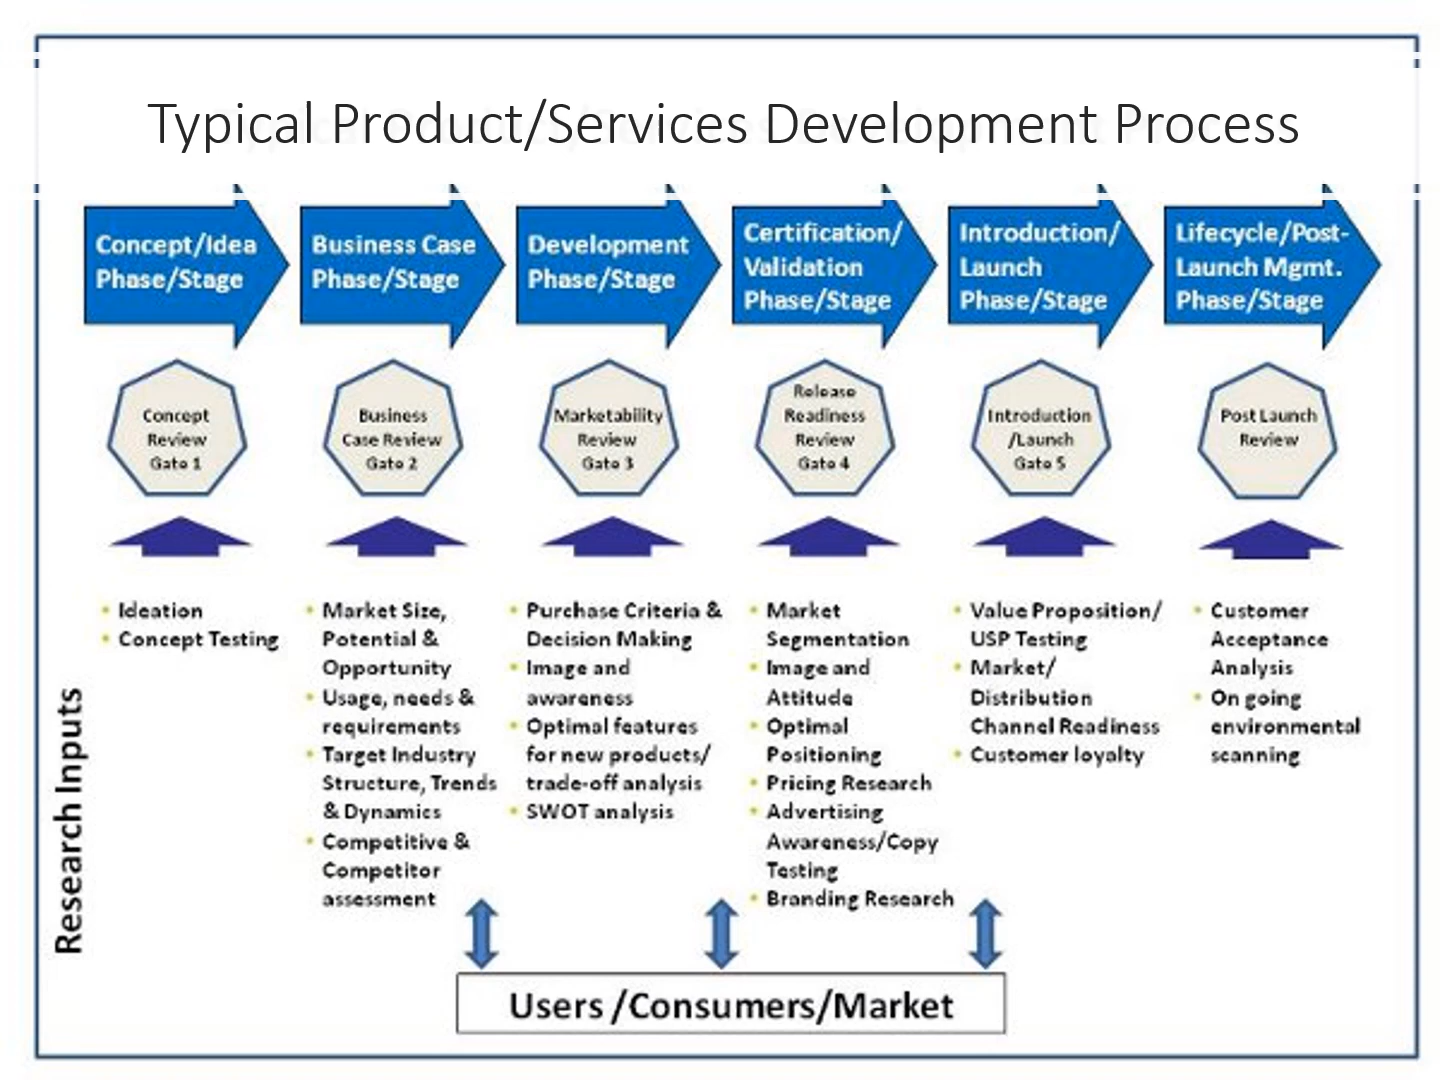 Typical Product/Services Development Process
Concept/Idea
Phase/Stage
Business Case
Phase/Stage
Development
Phase/Stage
Certification/
Validation
Phase/Stage
Introduction/
Launch
Phase/Stage
Lifecycle/Post-
Launch Mgmt.
Phase/Stage
Concept
Review
Gate 1
Business
Case Review
Gate 2
Marketability
Review
Gate 3
Release
Readiness
Review
Gate 4
Introduction
/Launch
Gate 5
Post Launch
Review
Research Inputs
• Ideation
• Concept Testing
• Market Size,
Potential &
Opportunity
• Usage, needs &
requirements
• Target Industry
Structure, Trends
& Dynamics
• Competitive &
Competitor
assessment
• Purchase Criteria &
Decision Making
• Image and
awareness
• Optimal features
for new products/
trade-off analysis
• SWOT analysis
• Market
Segmentation
• Image and
Attitude
• Optimal
Positioning
• Pricing Research
• Advertising
Awareness/Copy
Testing
• Branding Research
• Value Proposition/
USP Testing
• Market/
Distribution
Channel Readiness
• Customer loyalty
• Customer
Acceptance
Analysis
• On going
environmental
scanning
Users /Consumers/Market